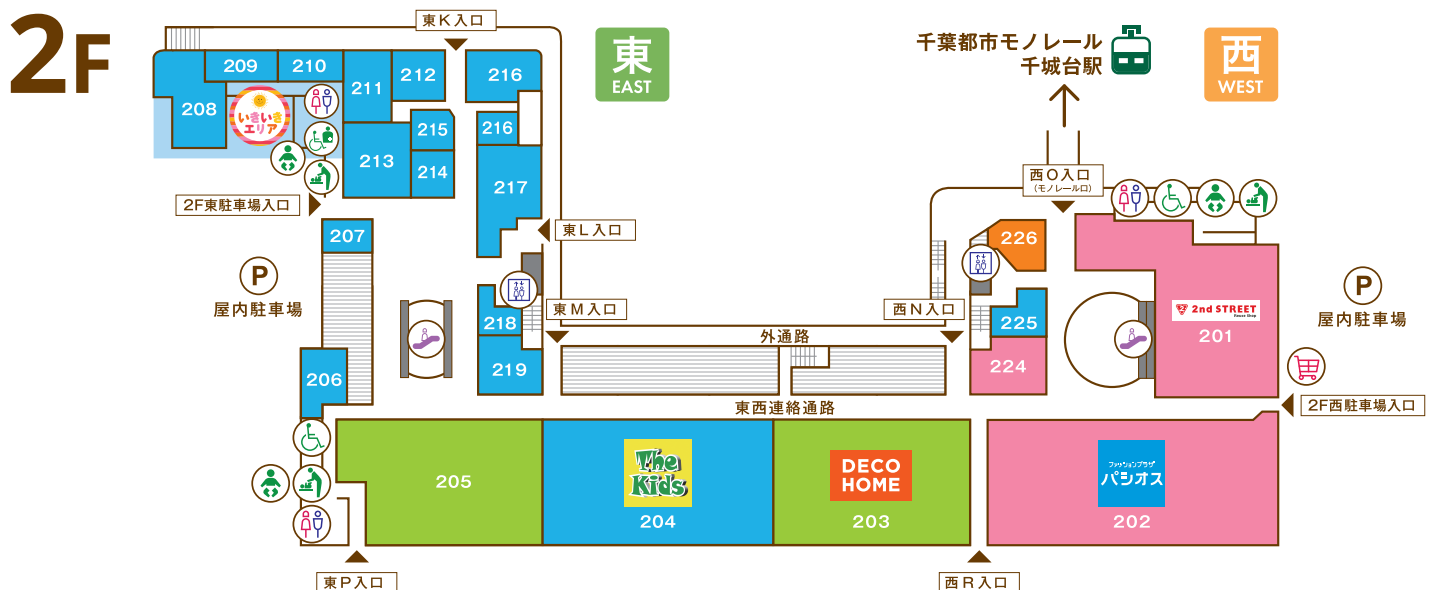 2F
東K入口
東
EAST
千葉都市モノレール
千城台駅
西
WEST
208
209
210
211
212
216
いきいき
エリア
215
216
213
214
217
2F東駐車場入口
207
東L入口
P
屋内駐車場
西O入口
(モノレール口)
226
P
屋内駐車場
218
東M入口
西N入口
225
2nd STREET
Reuse Shop
201
外通路
219
224
206
東西連絡通路
2F西駐車場入口
205
The
Kid's
204
DECO
HOME
203
ファッションプラザ
パシオス
202
東P入口
西R入口